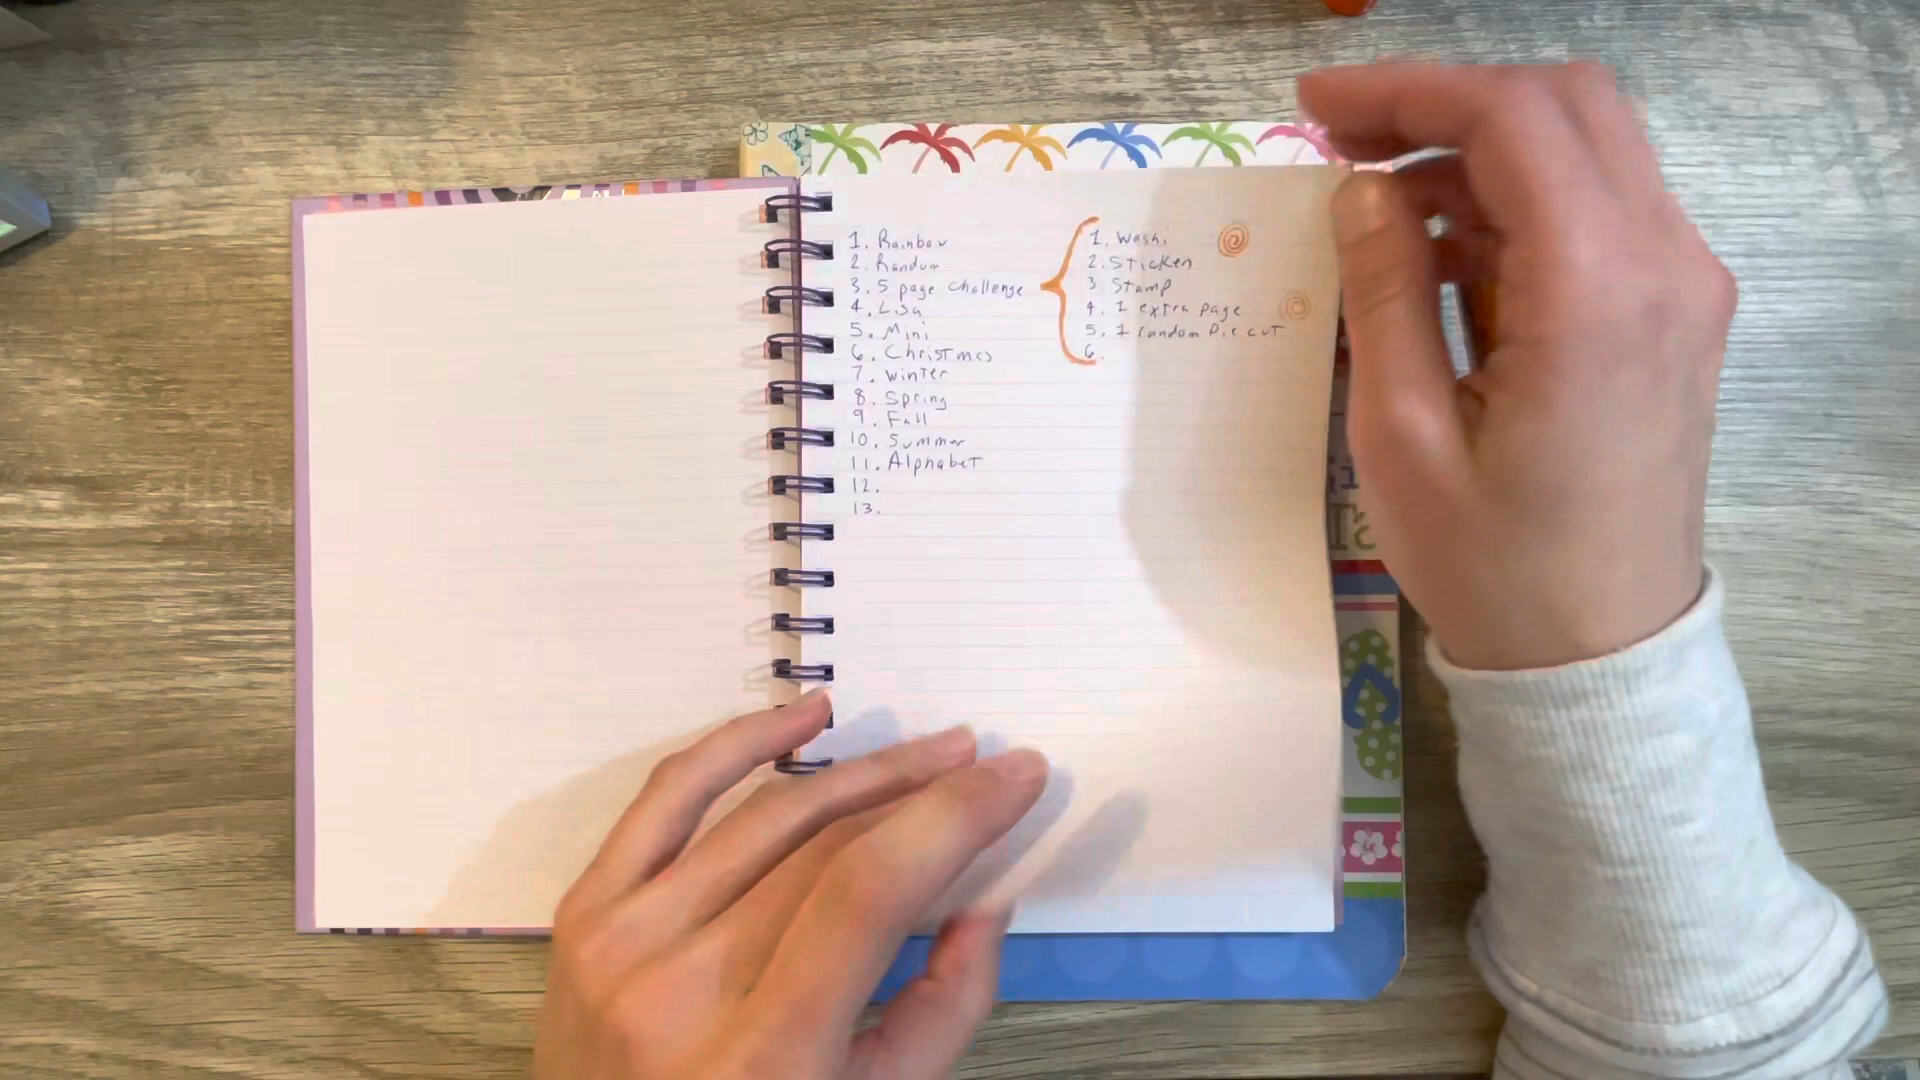 1. Rainbow
2. Random
3. 5 page challenge
4. Lisa
5. Mini
6. Christmas
7. Winter
8. Spring
9. Fall
10. Summer
11. Alphabet
12.
13.
1. Washi
2. Sticker
3 Stamp
4. 1 extra page
5. 1 random Die cut
6.